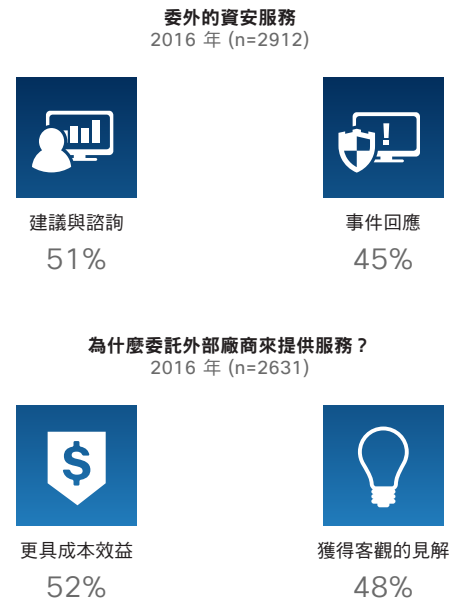 委外的資安服務
2016 年 (n=2912)
建議與諮詢
事件回應
51%
45%
為什麼委託外部廠商來提供服務？
2016 年 (n=2631)
$
更具成本效益
獲得客觀的見解
52%
48%